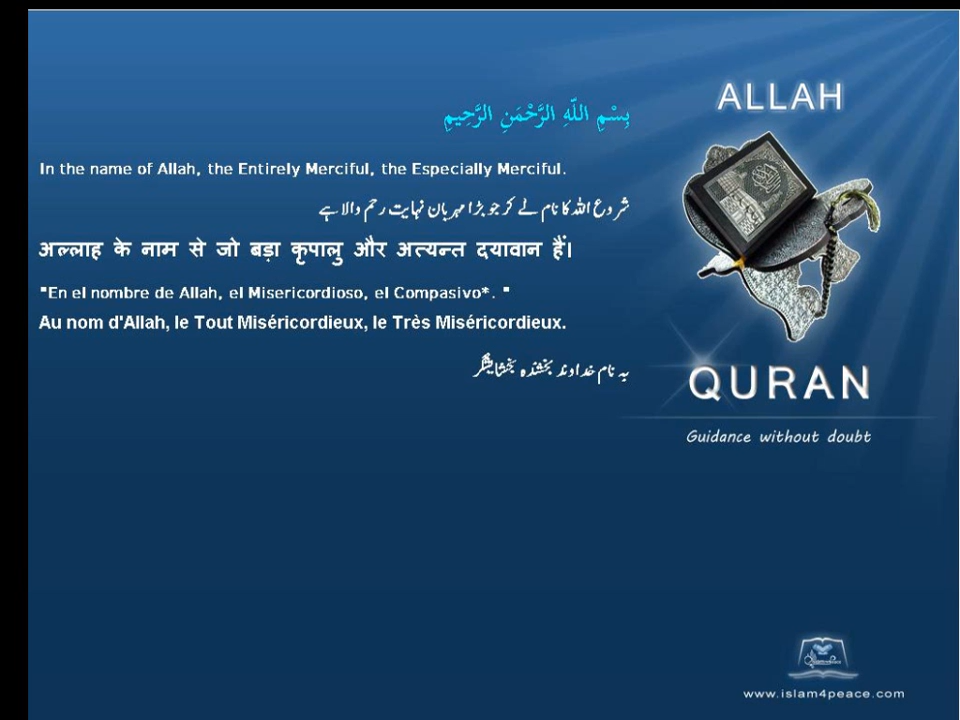 بِسْمِ اللّهِ الرَّحْمَنِ الرَّحِيمِ
In the name of Allah, the Entirely Merciful, the Especially Merciful.
شروع اللہ کا نام لے کر جو بڑا مہربان نہایت رحم والا ہے
अल्लाह के नाम से जो बड़ा कृपालु और अत्यन्त दयावान हैं।
"En el nombre de Allah, el Misericordioso, el Compasivo*. "
Au nom d'Allah, le Tout Miséricordieux, le Très Miséricordieux.
به نام خداوند بخشنده بخشایشگر
ALLAH
QURAN
Guidance without doubt
www.islam4peace.com